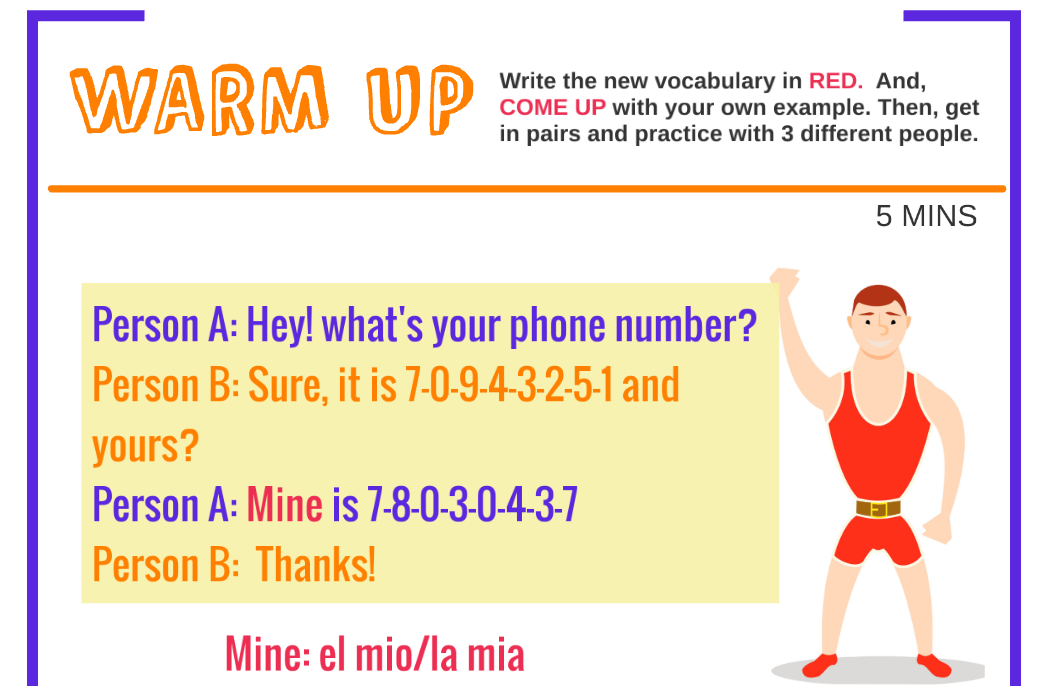 WARM UP
Write the new vocabulary in RED. And,
COME UP with your own example. Then, get
in pairs and practice with 3 different people.
5 MINS
Person A: Hey! what's your phone number?
Person B: Sure, it is 7-0-9-4-3-2-5-1 and
yours?
Person A: Mine is 7-8-0-3-0-4-3-7
Person B: Thanks!
Mine: el mio/la mia